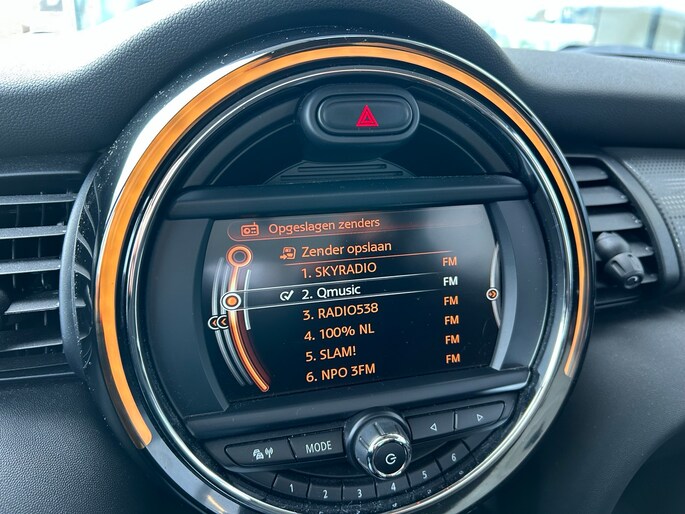 Opgeslagen zenders
Zender opslaan
1. SKYRADIO FM
2. Qmusic FM
3. RADIO538 FM
4. 100% NL FM
5. SLAM! FM
6. NPO 3FM FM
MODE
1 2 3 4 5 6